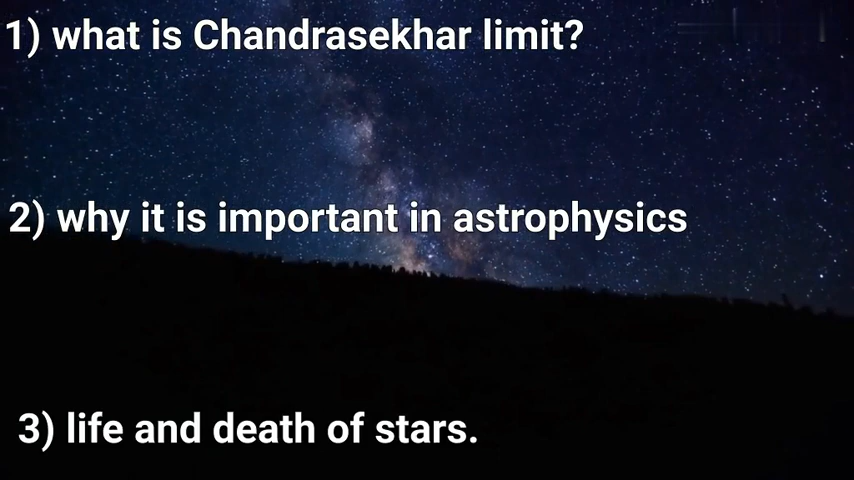 1) what is Chandrasekhar limit?
2) why it is important in astrophysics
3) life and death of stars.